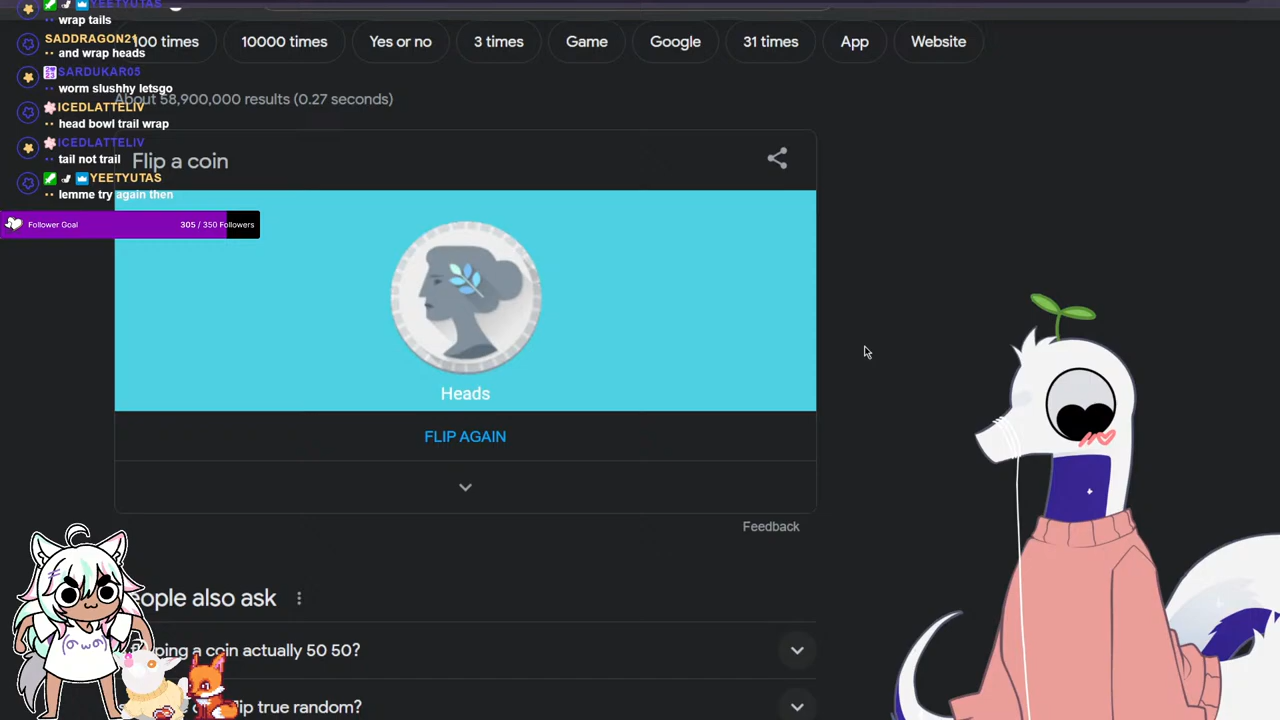 YEETYUTAS
wrap tails
SADDRAGON21
and wrap heads
SARDUKAR05
worm slushhy letsgo
ICEDLATTELIV
head bowl trail wrap
ICEDLATTELIV
tail not trail
YEETYUTAS
lemme try again then
Follower Goal 305 / 350 Followers
100 times 10000 times Yes or no 3 times Game Google 31 times App Website
About 58,900,000 results (0.27 seconds)
Flip a coin
Heads
FLIP AGAIN
Feedback
ople also ask
ping a coin actually 50 50?
lip true random?